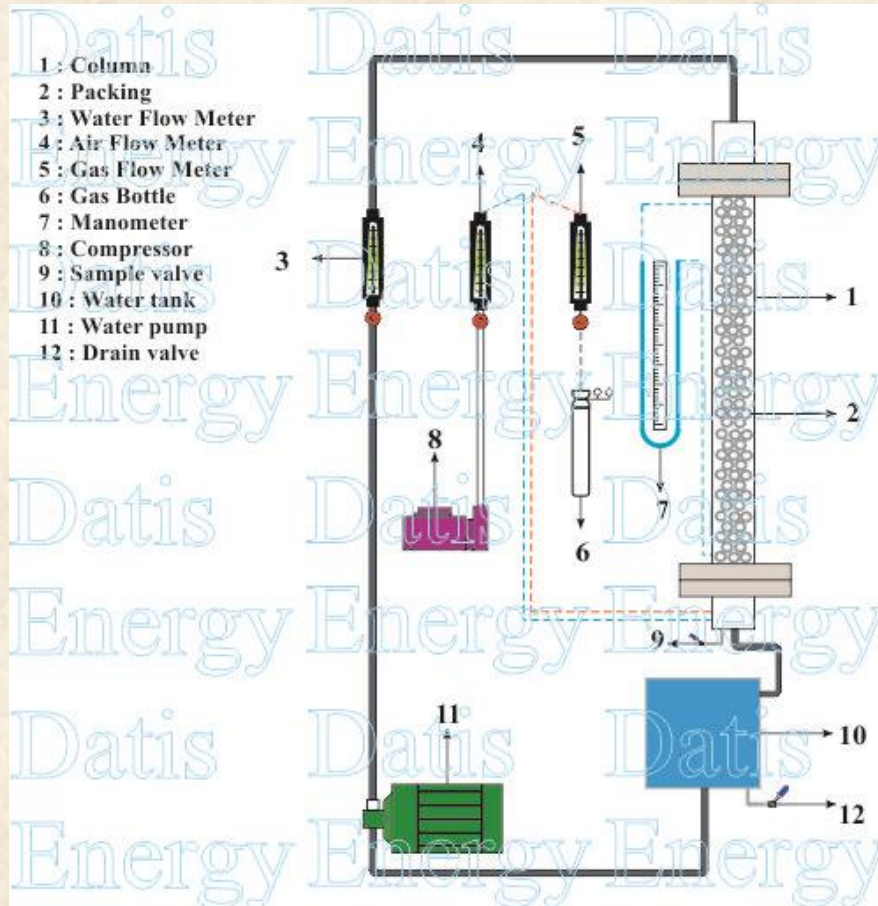 Datis Datis Datis
1 : Column
2 : Packing
3 : Water Flow Meter
4 : Air Flow Meter
5 : Gas Flow Meter
6 : Gas Bottle
7 : Manometer
8 : Compressor
9 : Sample valve
10 : Water tank
11 : Water pump
12 : Drain valve
Energy Energy Energy
4 5
3
1
Datis Datis Datis
Energy Energy Energy
2
8
Datis Datis Datis
7
6
Energy Energy Energy
9
Datis Datis Datis
11
10
12
Energy Energy Energy